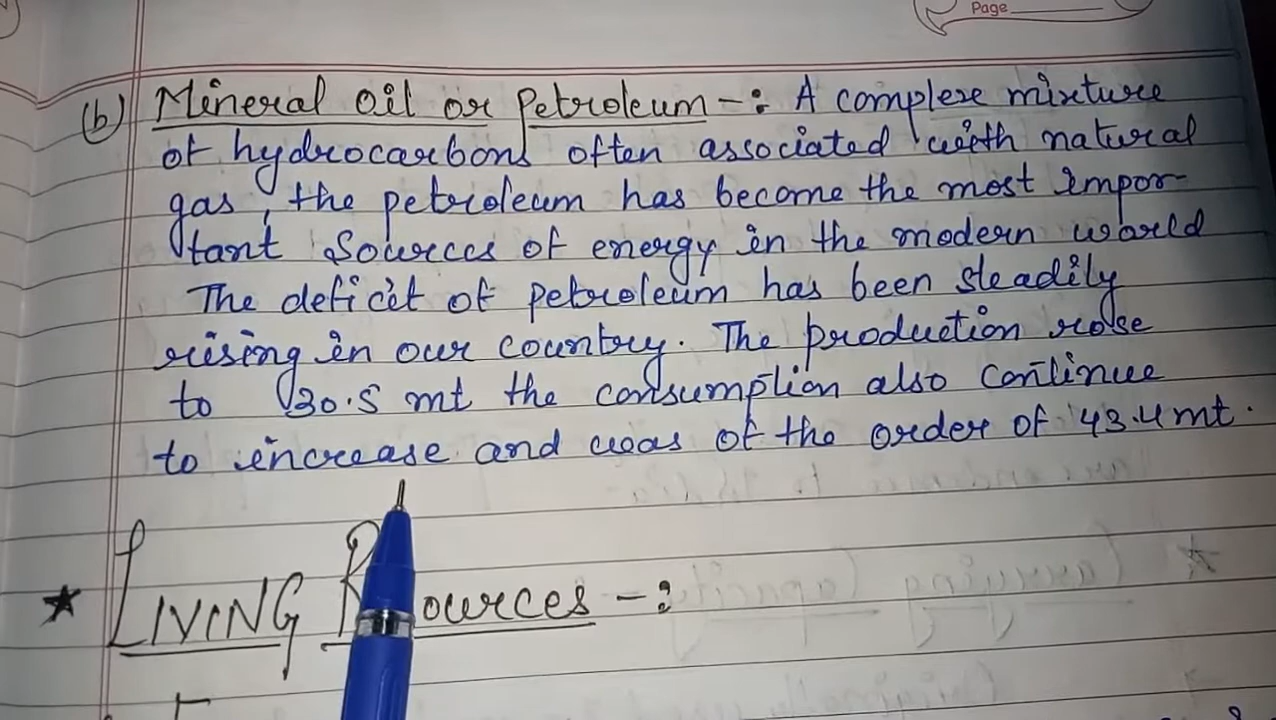 Page
(b) Mineral Oil or Petroleum -: A complex mixture
of hydrocarbons often associated with natural
gas, the petroleum has become the most impor-
tant Sources of energy in the modern world
The deficit of petroleum has been steadily
rising in our country. The production rose
to 30.5 mt the consumption also continue
to increase and was of the order of 43.4 mt.
★ LIVING ources -: